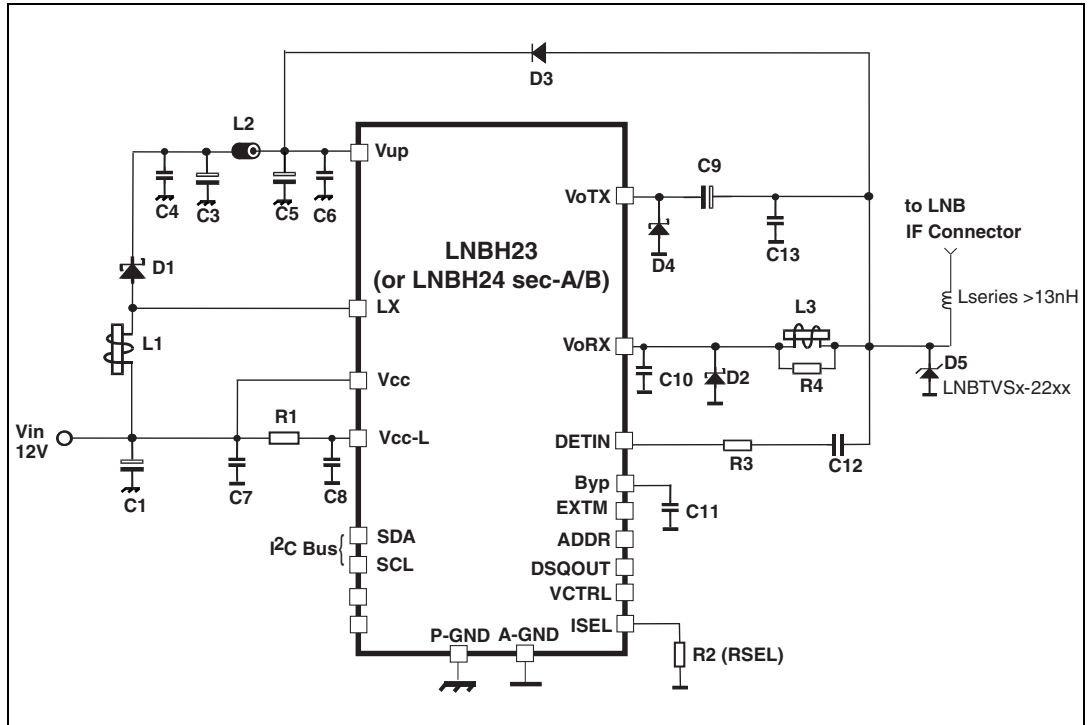 D3
L2
Vup
C9
C4
C3
C5
C6
VoTX
to LNB
IF Connector
LNBH23
(or LNBH24 sec-A/B)
D4
C13
D1
LX
Lseries >13nH
L3
L1
VoRX
C10
D2
R4
D5
LNBTVSx-22xx
Vcc
R1
Vin
12V
Vcc-L
DETIN
R3
C12
C1
C7
C8
Byp
C11
EXTM
I²C Bus
SDA
SCL
ADDR
DSQOUT
VCTRL
ISEL
P-GND
A-GND
R2 (RSEL)